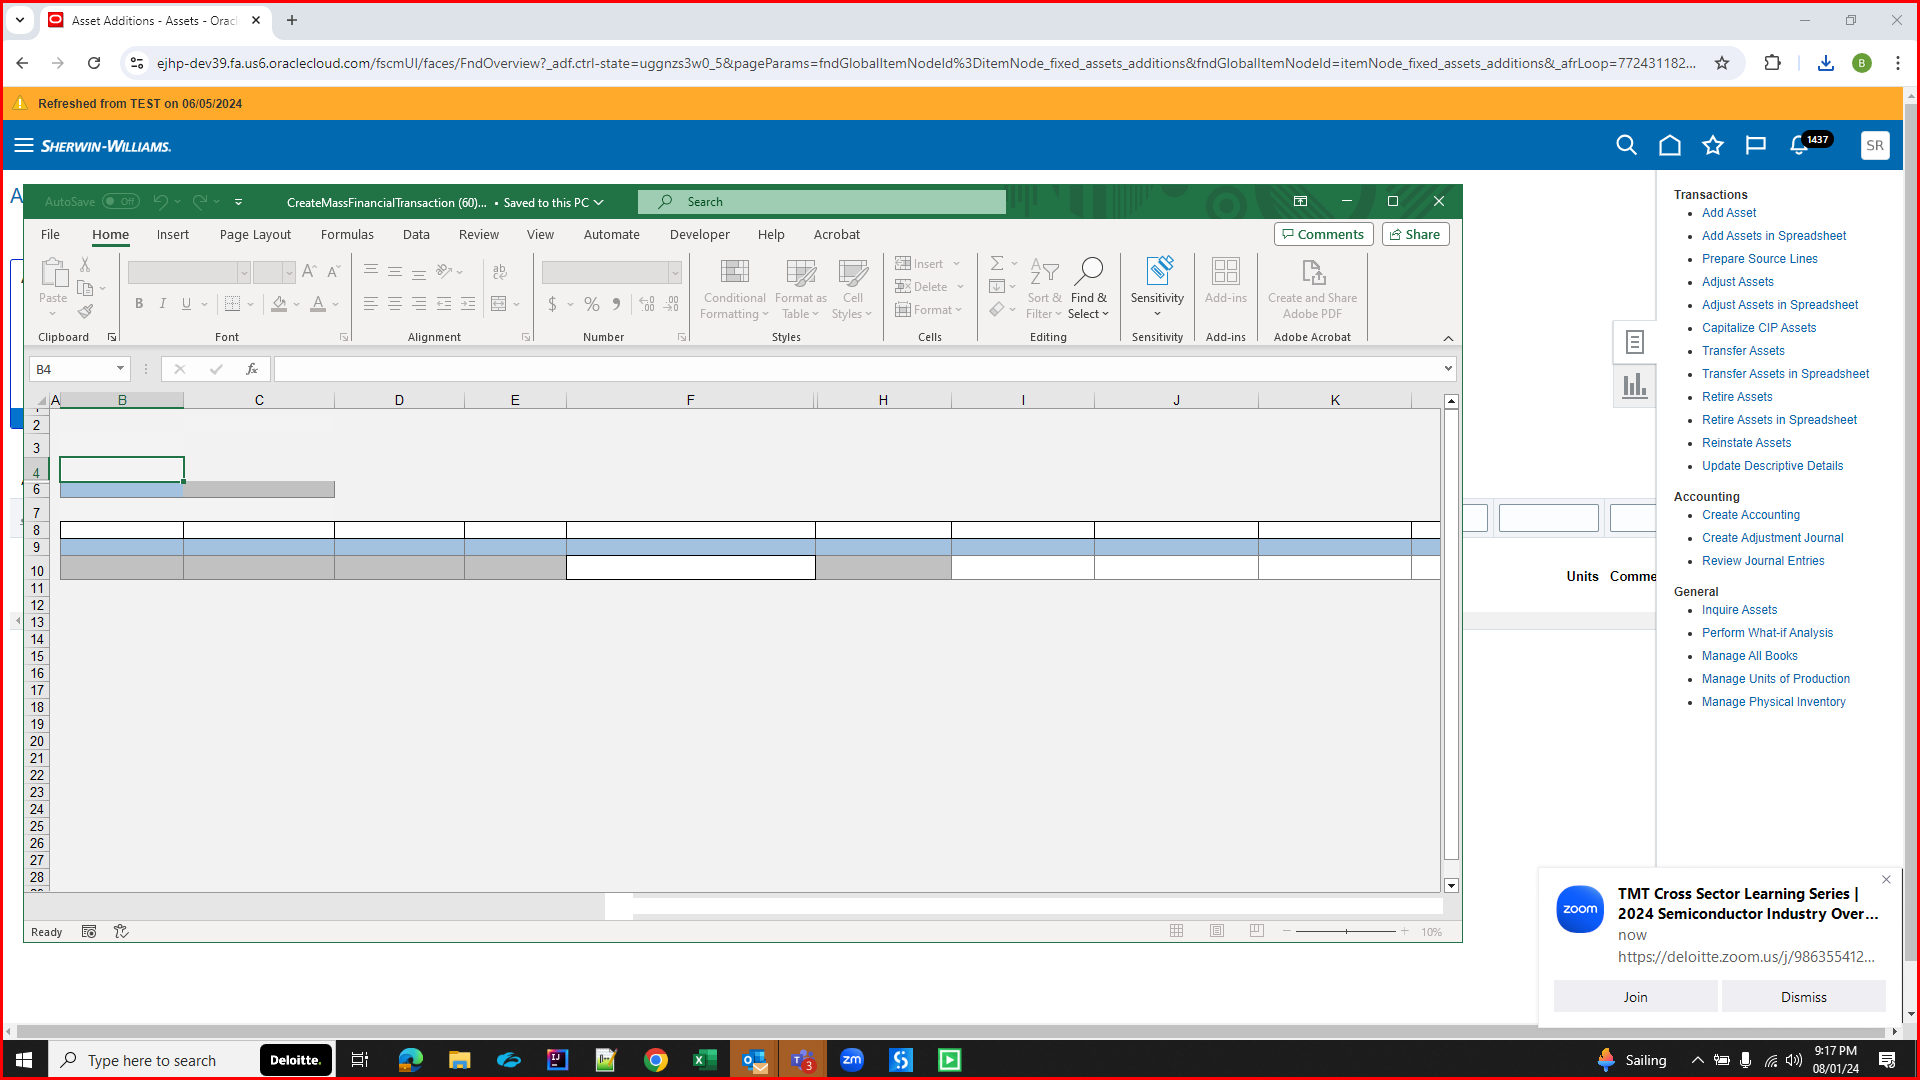 Asset Additions - Assets - Orac
ejhp-dev39.fa.us6.oraclecloud.com/fscmUI/faces/FndOverview?_adf.ctrl-state=uggnzs3w0_5&pageParams=fndGlobalItemNodeId%3DitemNode_fixed_assets_additions&fndGlobalItemNodeId=itemNode_fixed_assets_additions&_afrLoop=772431182...
B
Refreshed from TEST on 06/05/2024
SHERWIN-WILLIAMS.
1437
SR
AutoSave Off
CreateMassFinancialTransaction (60)... • Saved to this PC
Search
File Home Insert Page Layout Formulas Data Review View Automate Developer Help Acrobat
Comments Share
Paste
Clipboard
B I U A
Font
ab
Alignment
$ % 9
Number
Conditional Formatting
Format as Table
Cell Styles
Styles
Insert
Delete
Format
Cells
Sort & Filter
Find & Select
Editing
Sensitivity
Sensitivity
Add-ins
Add-ins
Create and Share Adobe PDF
Adobe Acrobat
B4
fx
A B C D E F H I J K
2
3
4
6
7
8
9
10
11
12
13
14
15
16
17
18
19
20
21
22
23
24
25
26
27
28
Ready
10%
Units Comme
Transactions
Add Asset
Add Assets in Spreadsheet
Prepare Source Lines
Adjust Assets
Adjust Assets in Spreadsheet
Capitalize CIP Assets
Transfer Assets
Transfer Assets in Spreadsheet
Retire Assets
Retire Assets in Spreadsheet
Reinstate Assets
Update Descriptive Details
Accounting
Create Accounting
Create Adjustment Journal
Review Journal Entries
General
Inquire Assets
Perform What-if Analysis
Manage All Books
Manage Units of Production
Manage Physical Inventory
zoom
TMT Cross Sector Learning Series |
2024 Semiconductor Industry Over...
now
https://deloitte.zoom.us/j/986355412...
Join Dismiss
Type here to search
Deloitte.
3
zm
Sailing
9:17 PM
08/01/24